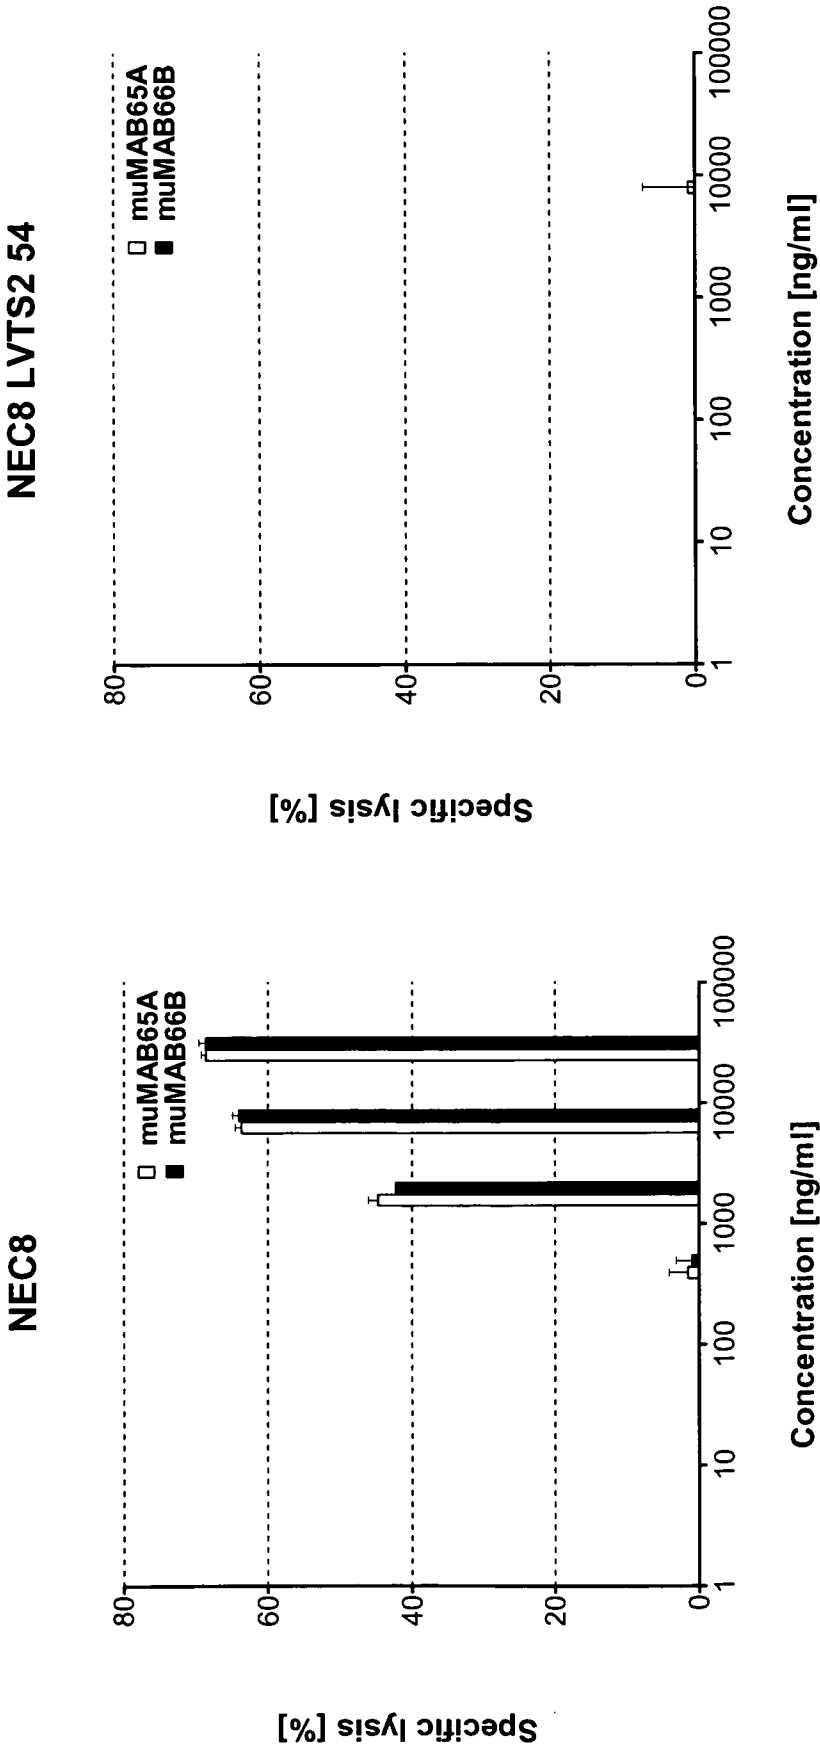 NEC8
Specific lysis [%]
80
60
40
20
0
muMAB65A
muMAB66B
1
10
100
1000
10000
100000
Concentration [ng/ml]
NEC8 LVTS2 54
Specific lysis [%]
80
60
40
20
0
muMAB65A
muMAB66B
1
10
100
1000
10000
100000
Concentration [ng/ml]